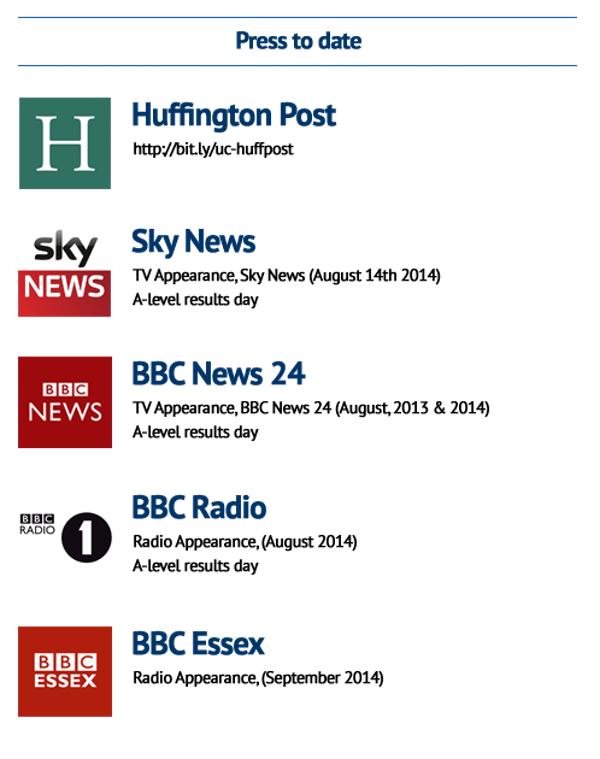 Press to date
H
Huffington Post
http://bit.ly/uc-huffpost
sky
NEWS
Sky News
TV Appearance, Sky News (August 14th 2014)
A-level results day
BBC
NEWS
BBC News 24
TV Appearance, BBC News 24 (August, 2013 & 2014)
A-level results day
BBC
RADIO
1
BBC Radio
Radio Appearance, (August 2014)
A-level results day
BBC
ESSEX
BBC Essex
Radio Appearance, (September 2014)